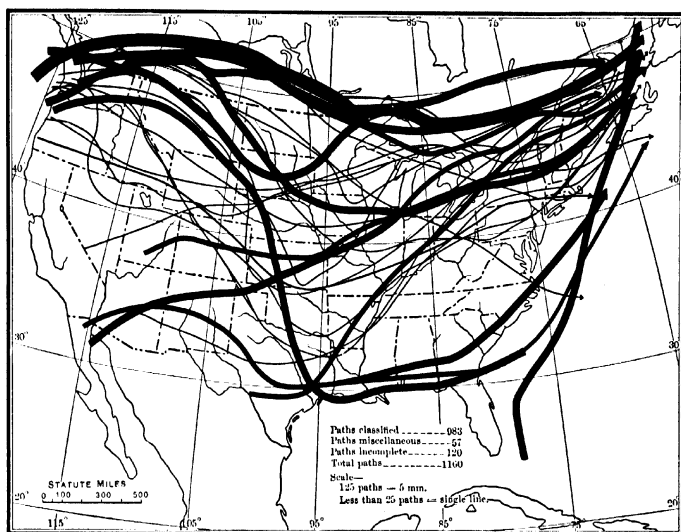 125° 115° 105° 95° 85° 75° 65°
40° 40°
30° 30°
Paths classified 983
Paths miscellaneous 57
Paths incomplete 120
Total paths 1160
Scale—
125 paths = 5 mm.
Less than 25 paths = single line
STATUTE MILES
0 100 300 500
20° 20°
115° 105° 95° 85° 75°